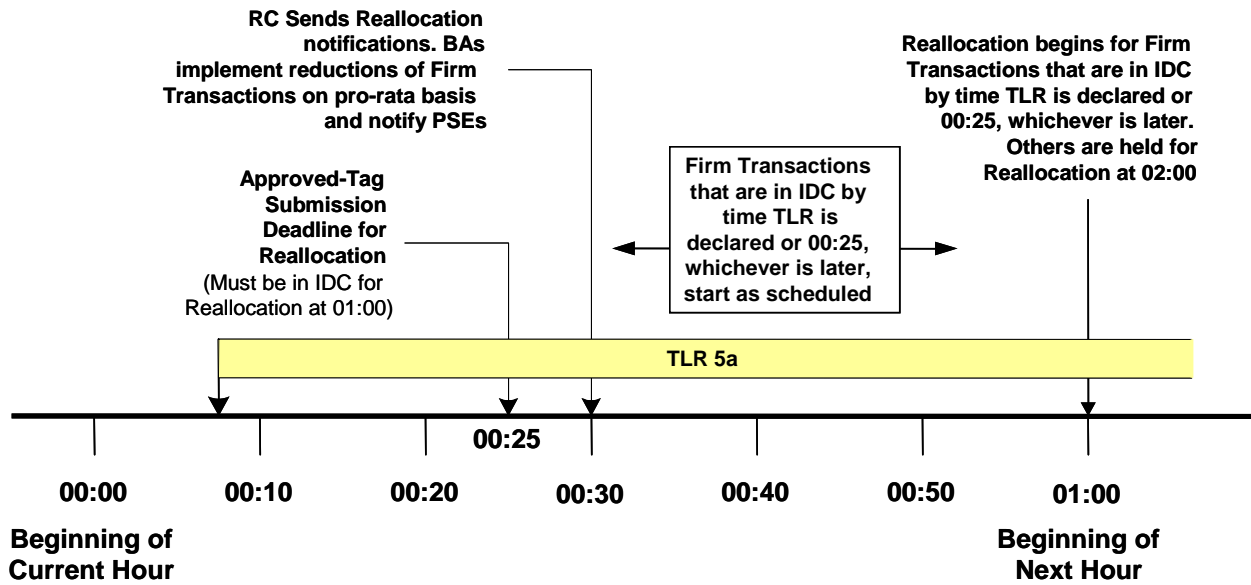 RC Sends Reallocation
notifications. BAs
implement reductions of Firm
Transactions on pro-rata basis
and notify PSEs
Approved-Tag
Submission
Deadline for
Reallocation
(Must be in IDC for
Reallocation at 01:00)
Firm Transactions
that are in IDC by
time TLR is
declared or 00:25,
whichever is later,
start as scheduled
Reallocation begins for Firm
Transactions that are in IDC
by time TLR is declared or
00:25, whichever is later.
Others are held for
Reallocation at 02:00
TLR 5a
00:25
00:00
00:10
00:20
00:30
00:40
00:50
01:00
Beginning of
Current Hour
Beginning of
Next Hour